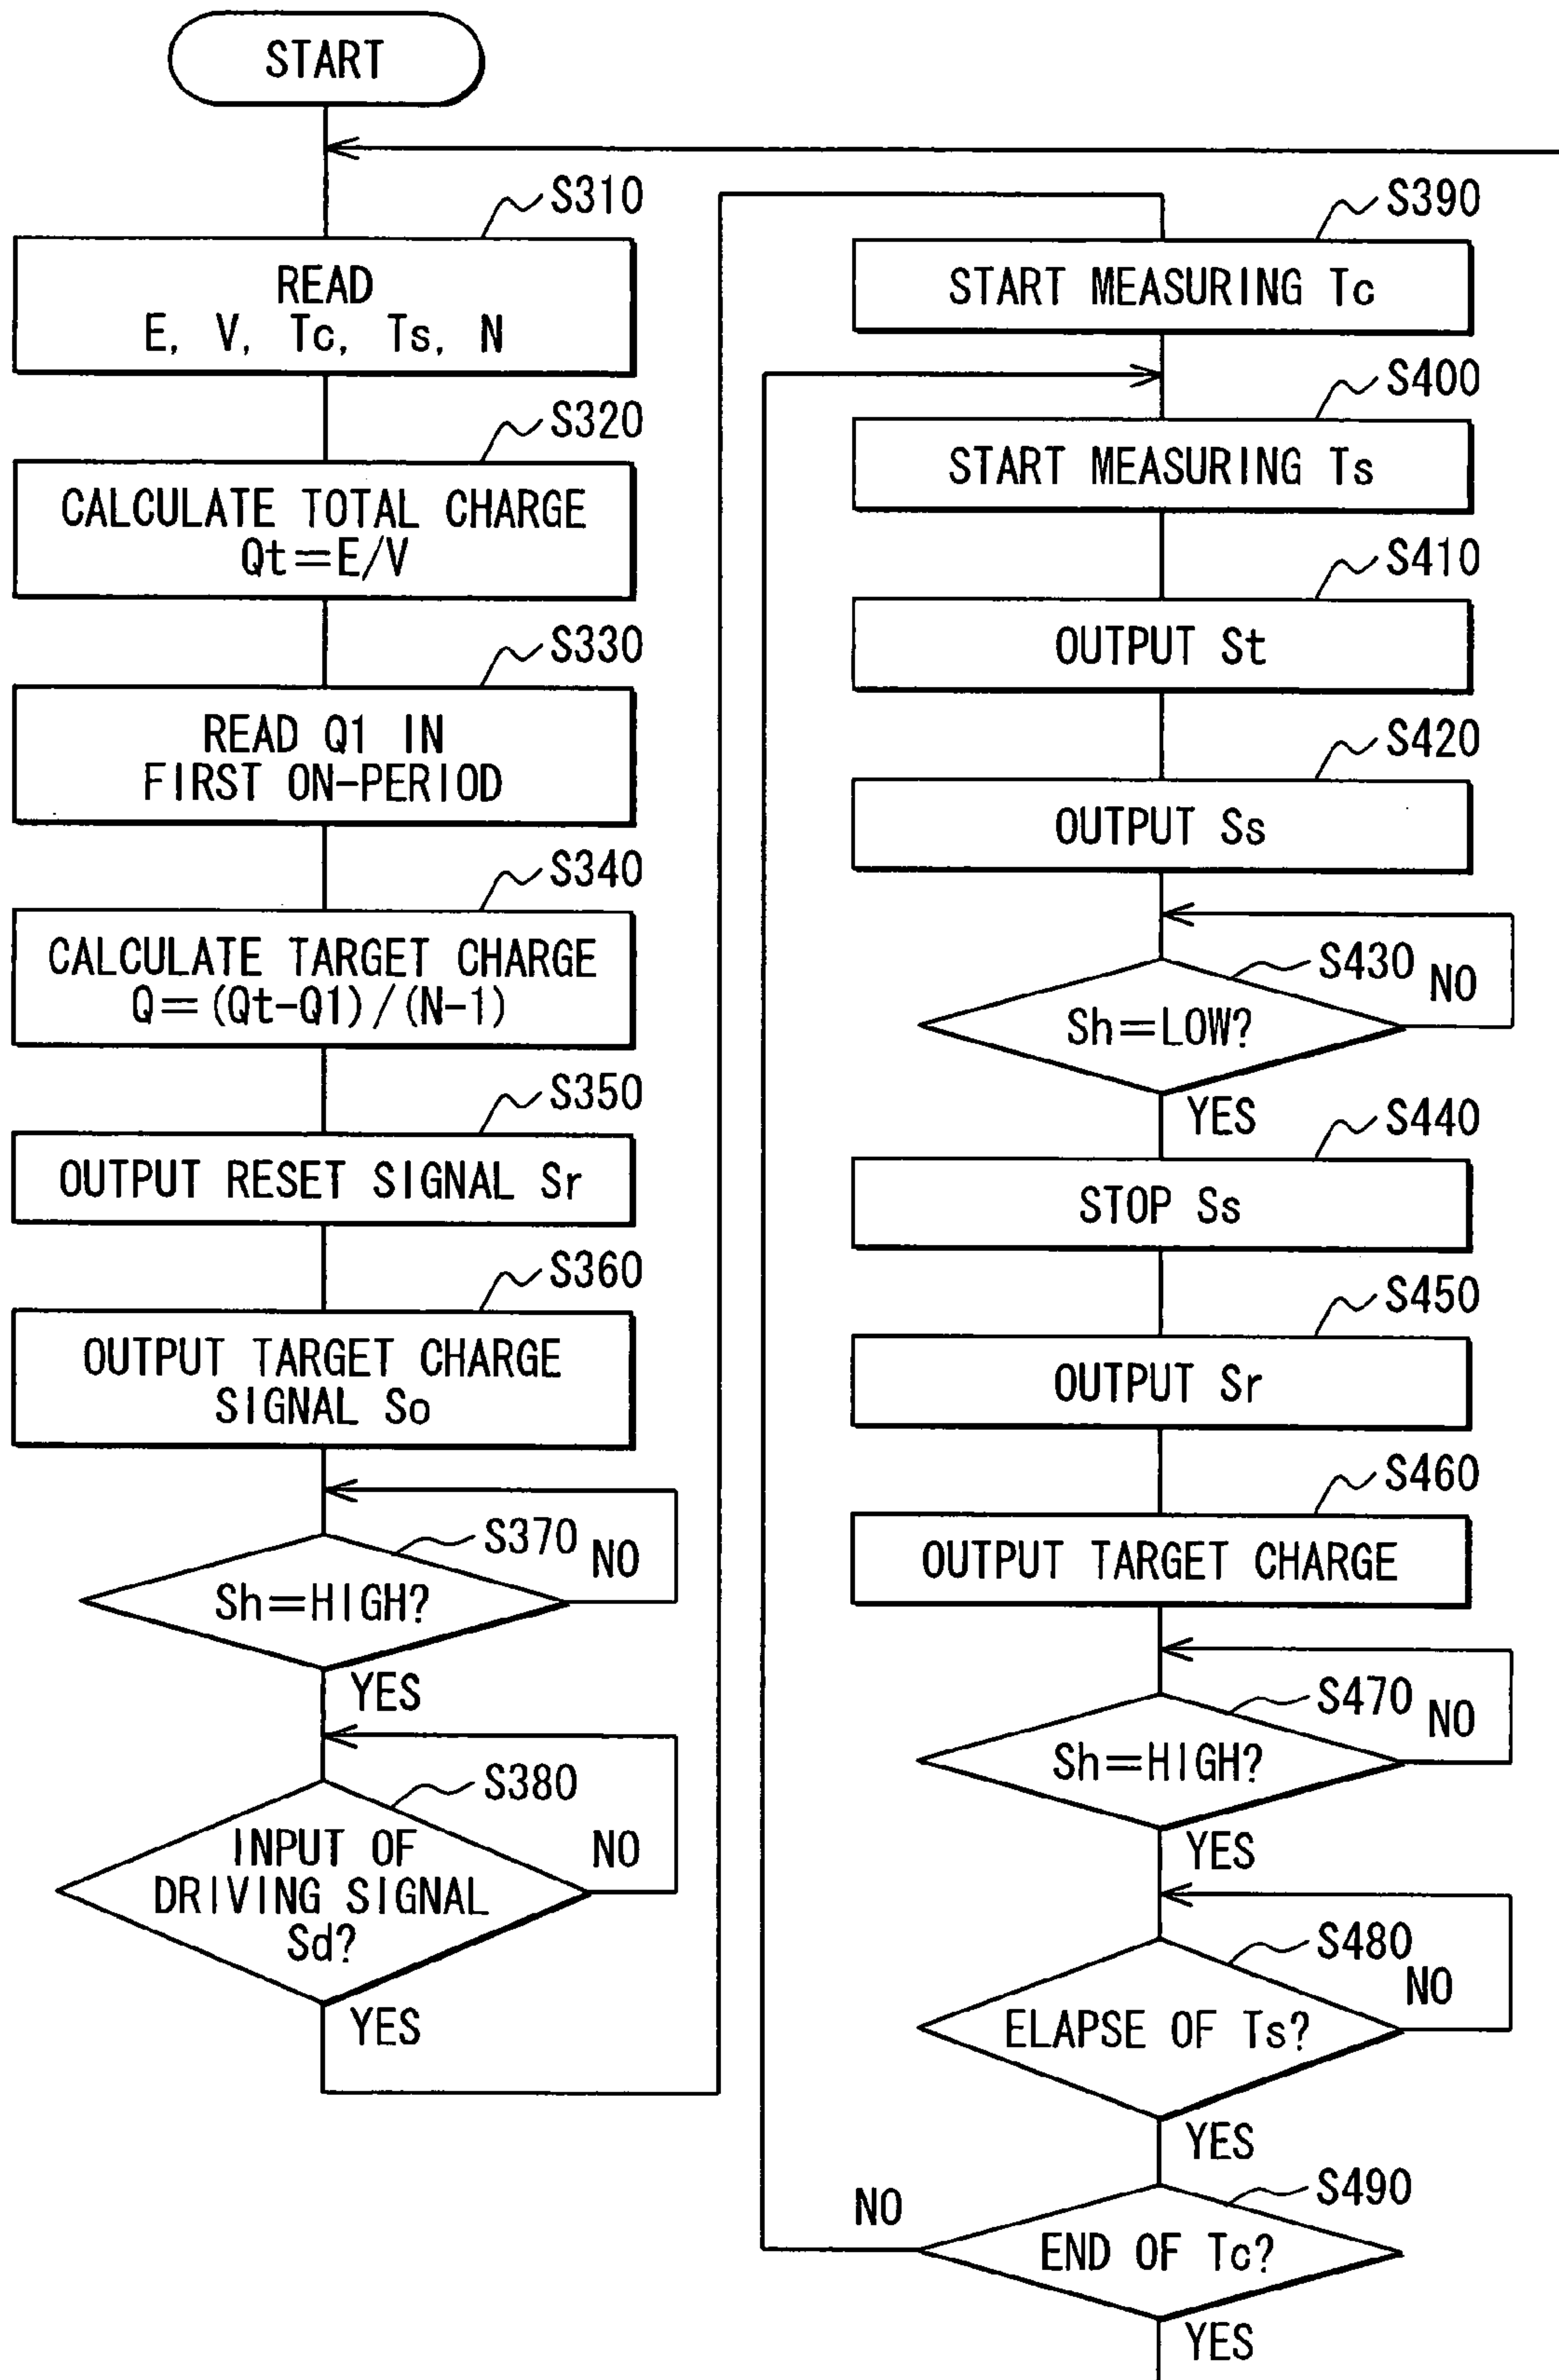 START
S310
READ
E, V, Tc, Ts, N
S320
CALCULATE TOTAL CHARGE
Qt=E/V
S330
READ Q1 IN
FIRST ON-PERIOD
S340
CALCULATE TARGET CHARGE
Q=(Qt-Q1)/(N-1)
S350
OUTPUT RESET SIGNAL Sr
S360
OUTPUT TARGET CHARGE
SIGNAL So
S370
NO
Sh=HIGH?
YES
S380
NO
INPUT OF
DRIVING SIGNAL
Sd?
YES
S390
START MEASURING Tc
S400
START MEASURING Ts
S410
OUTPUT St
S420
OUTPUT Ss
S430
NO
Sh=LOW?
YES
S440
STOP Ss
S450
OUTPUT Sr
S460
OUTPUT TARGET CHARGE
S470
NO
Sh=HIGH?
YES
S480
NO
ELAPSE OF Ts?
YES
S490
NO
END OF Tc?
YES